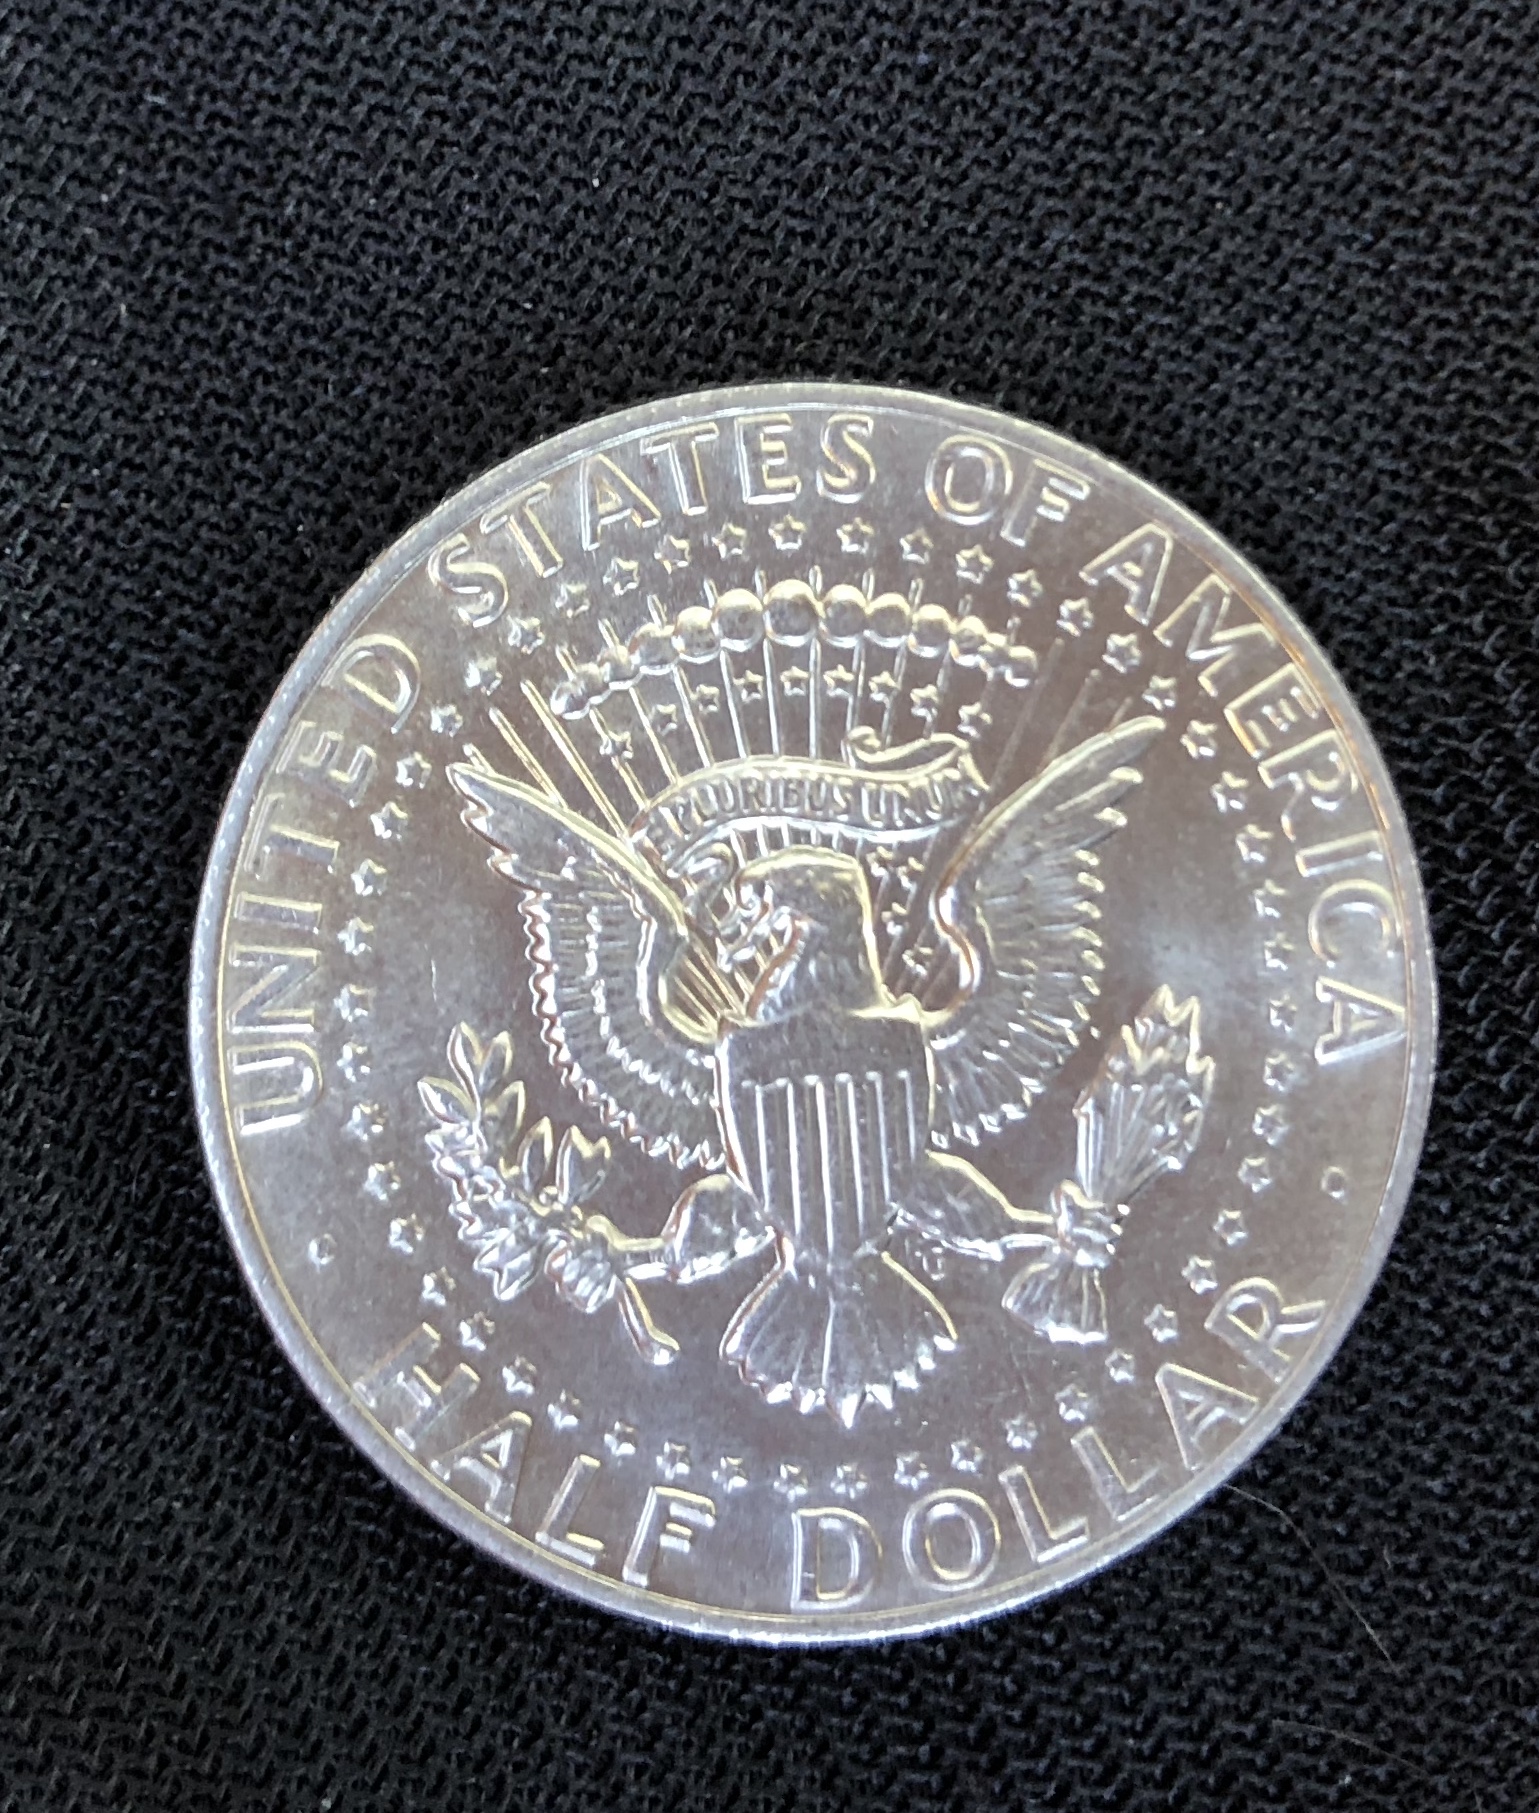 UNITED STATES OF AMERICA
E PLURIBUS UNUM
HALF DOLLAR